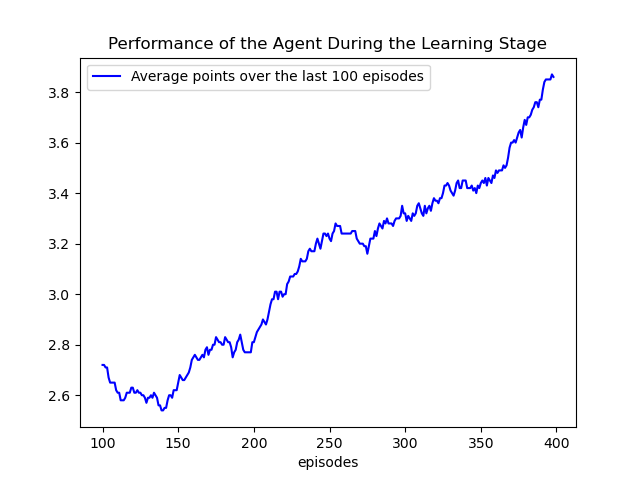 Performance of the Agent During the Learning Stage
Average points over the last 100 episodes
3.8
3.6
3.4
3.2
3.0
2.8
2.6
100 150 200 250 300 350 400
episodes